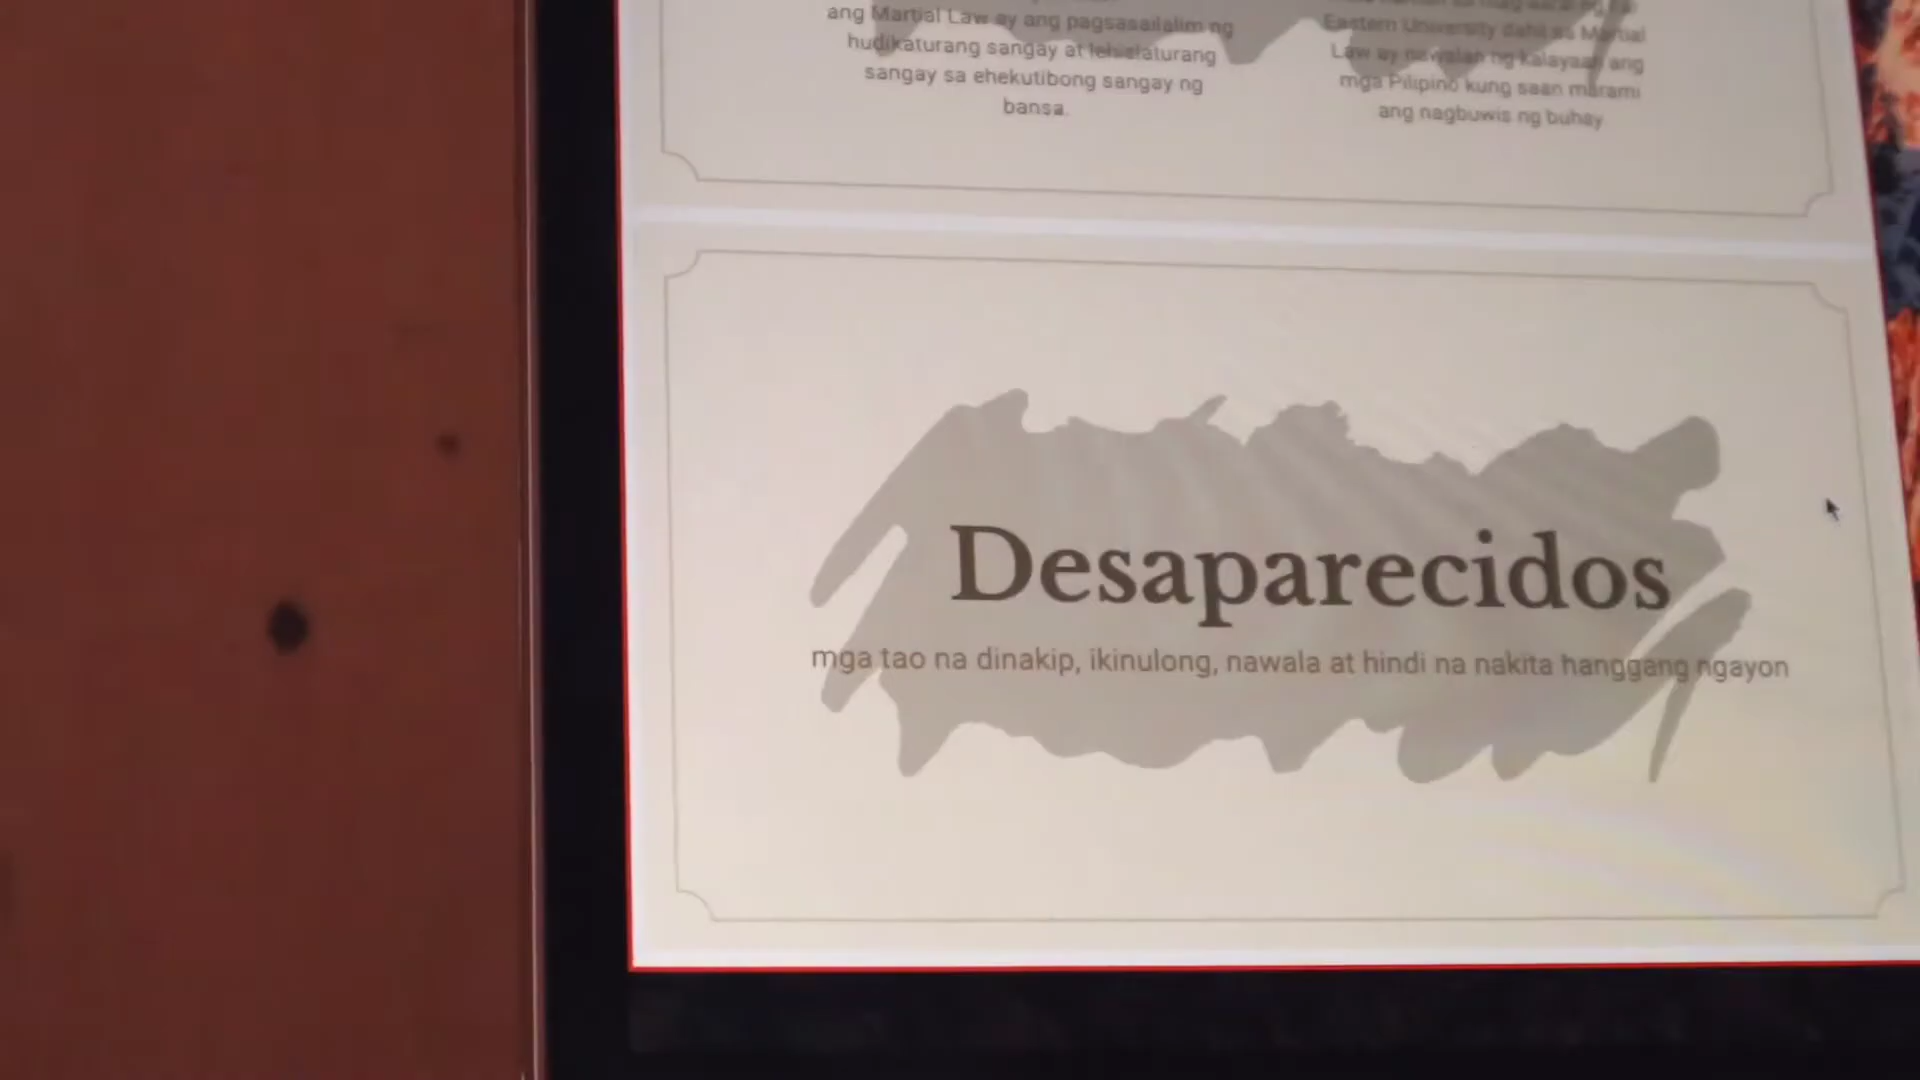 ang Martial Law ay ang pagsasailalim ng
hudikaturang sangay at lehislaturang
sangay sa ehekutibong sangay ng
bansa.
Eastern University dahil sa Martial
Law ay nawalan ng kalayaan ang
mga Pilipino kung saan marami
ang nagbuwis ng buhay
Desaparecidos
mga tao na dinakip, ikinulong, nawala at hindi na nakita hanggang ngayon